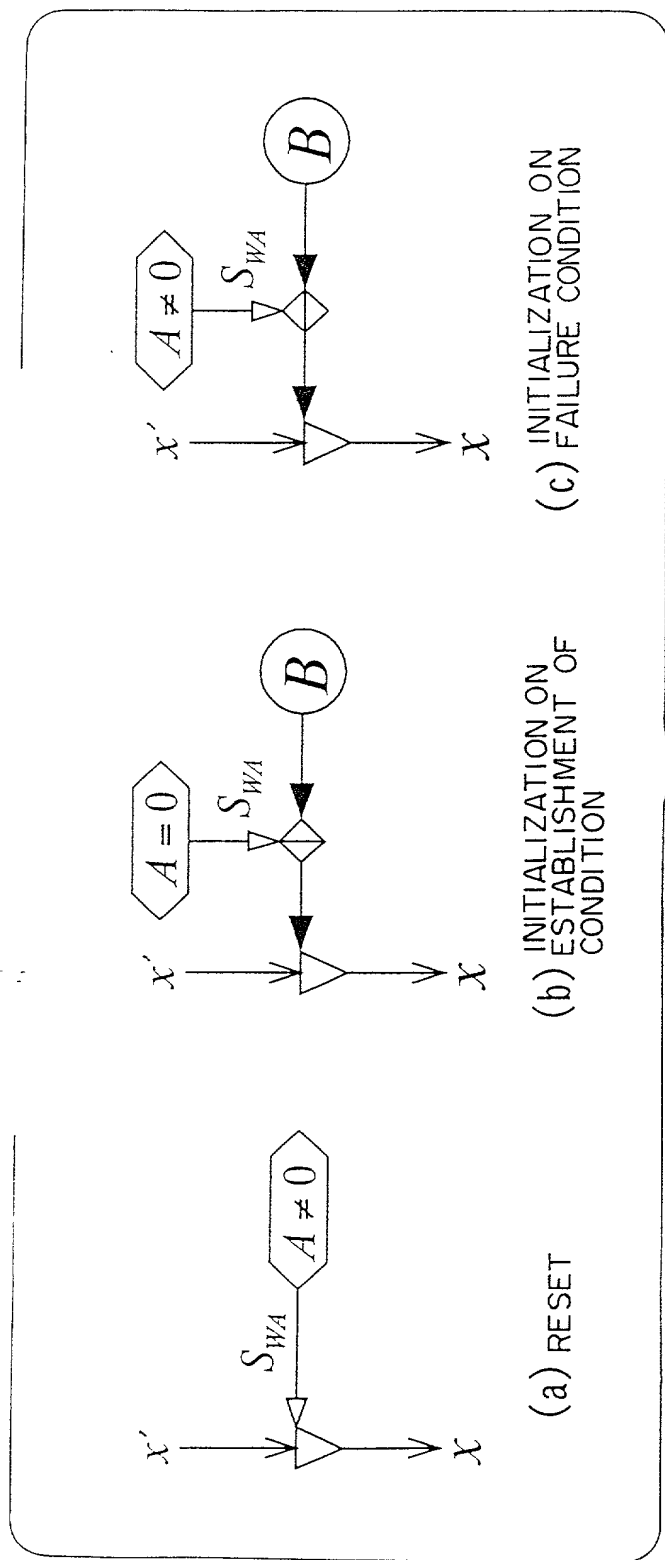 x'
S_WA
A ≠ 0
x
(a) RESET
x'
A = 0
S_WA
B
x
INITIALIZATION ON
(b) ESTABLISHMENT OF
CONDITION
x'
A ≠ 0
S_WA
B
x
INITIALIZATION ON
(c) FAILURE CONDITION